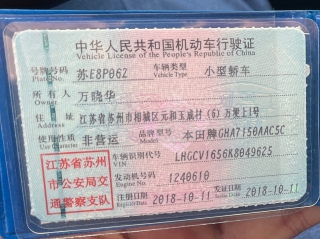 中华人民共和国机动车行驶证
Vehicle License of the People's Republic of China
号牌号码 苏E8P06Z 车辆类型 小型轿车
Plate No. Vehicle Type
所有人 万晓华
Owner
住址 江苏省苏州市相城区元和玉成村(6)万埂上1号
Address
使用性质 非营运 品牌型号 本田牌GHA7150AAC5C
Use Character Model
江苏省苏州市公安局交通警察支队
车辆识别代号 LHGCV1656K8049625
VIN
发动机号码 1240610
Engine No.
注册日期 2018-10-11 发证日期 2018-10-11
Register Date Issue Date